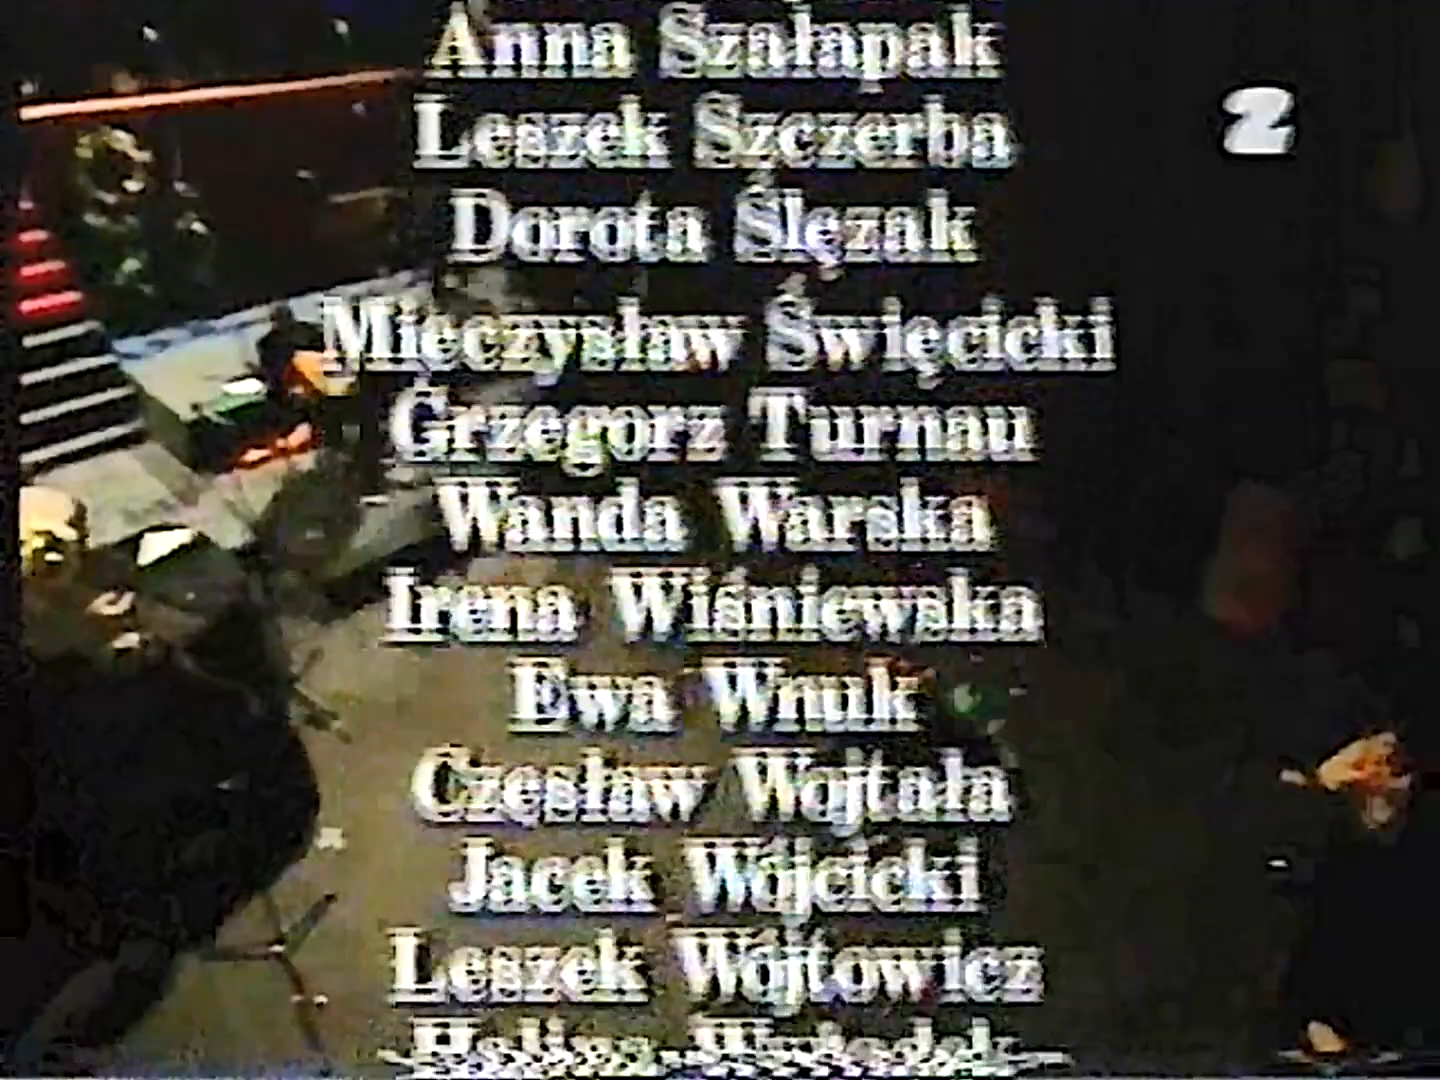 Anna Szałapak
2
Leszek Szczerba
Dorota Ślęzak
Mieczysław Święcicki
Grzegorz Turnau
Wanda Warska
Irena Wiśniewska
Ewa Wnuk
Czesław Wojtała
Jacek Wójcicki
Leszek Wójtowicz
Halina